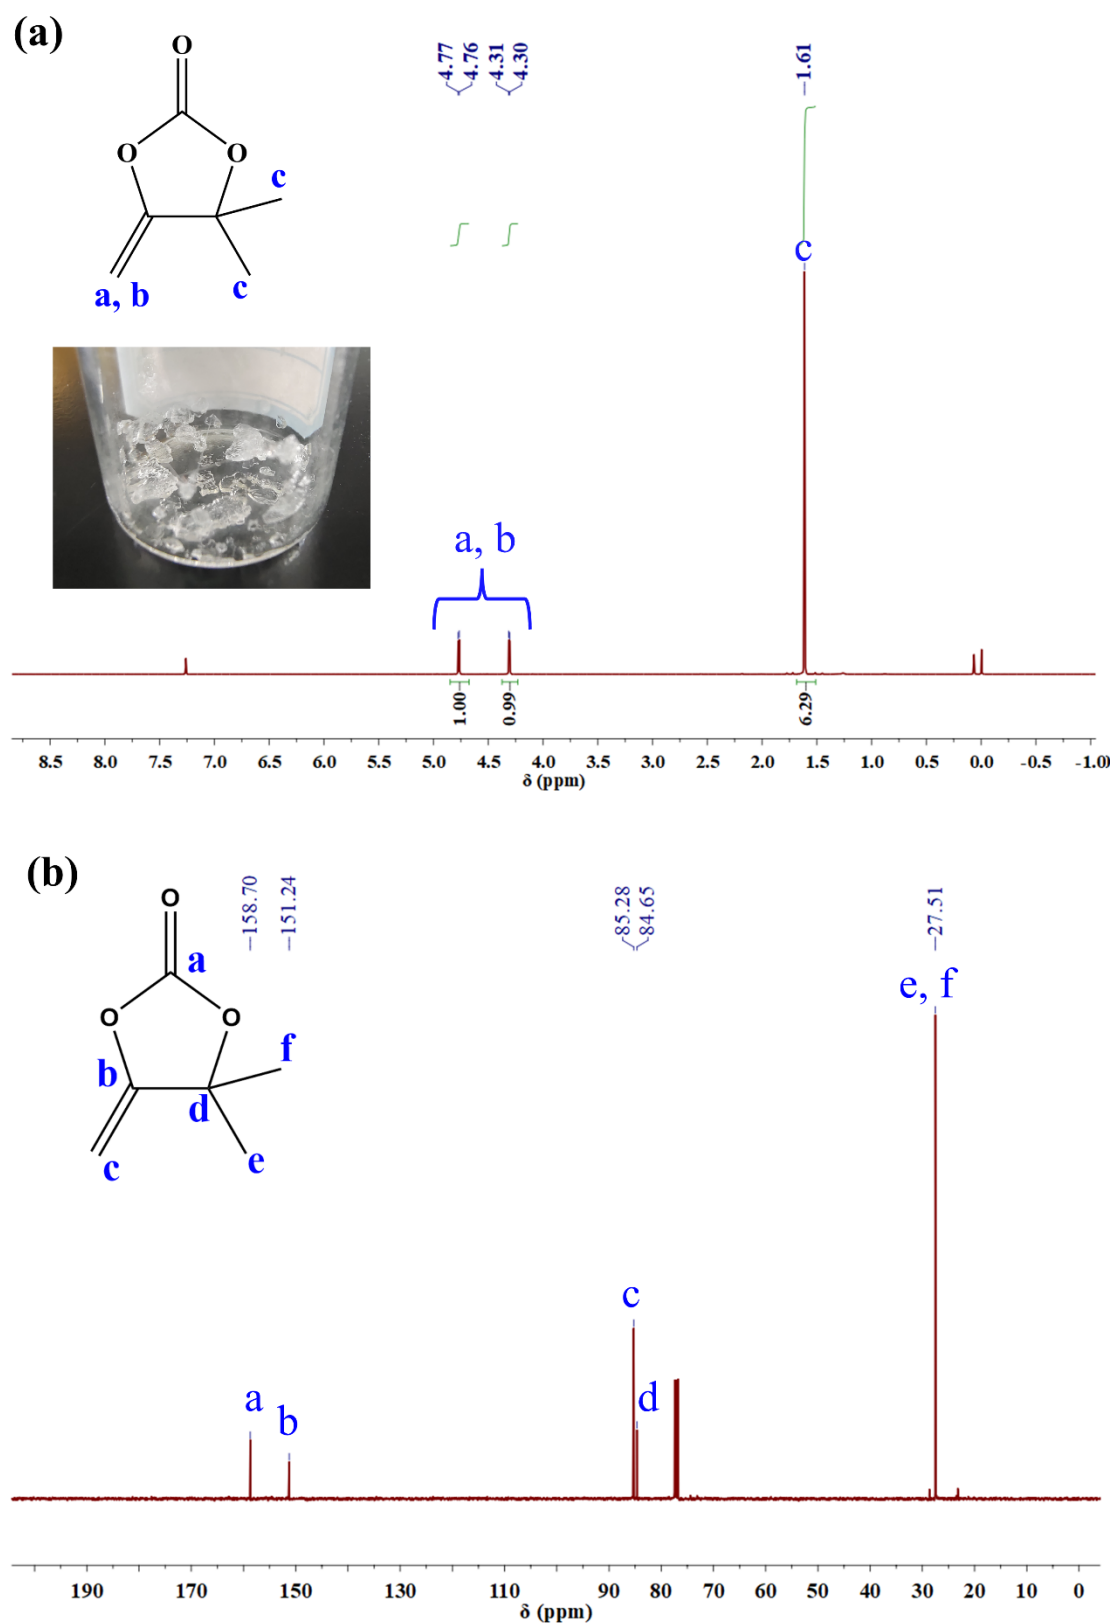 (a)
O
O
O
c
c
a, b
4.77
4.76
4.31
4.30
1.61
c
a, b
1.00
0.99
6.29
8.5 8.0 7.5 7.0 6.5 6.0 5.5 5.0 4.5 4.0 3.5 3.0 2.5 2.0 1.5 1.0 0.5 0.0 -0.5 -1.0
δ (ppm)
(b)
O
a
O
O
f
b
d
c
e
158.70
151.24
85.28
84.65
27.51
e, f
c
d
a
b
190 170 150 130 110 90 80 70 60 50 40 30 20 10 0
δ (ppm)